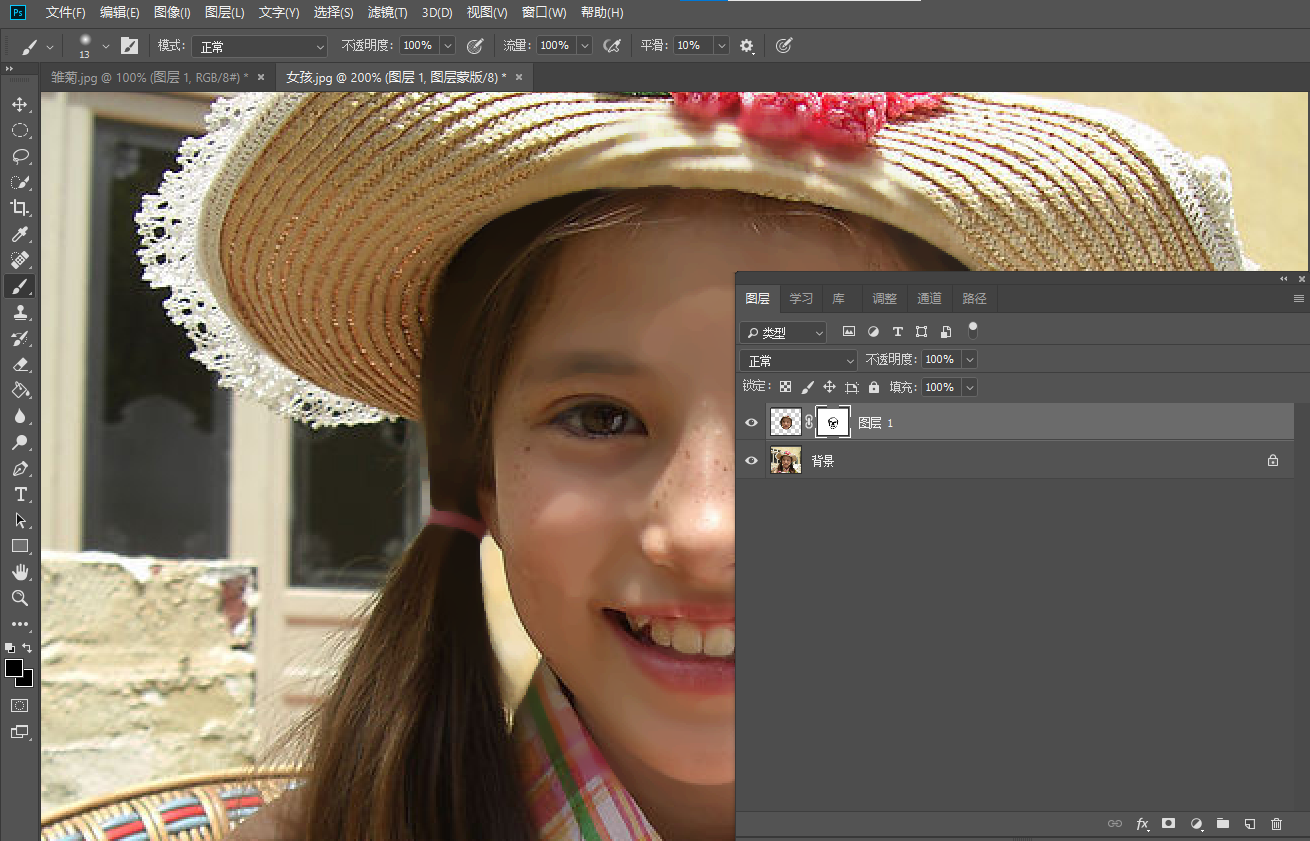 Ps 文件(F) 编辑(E) 图像(I) 图层(L) 文字(Y) 选择(S) 滤镜(T) 3D(D) 视图(V) 窗口(W) 帮助(H)
13 模式: 正常 不透明度: 100% 流量: 100% 平滑: 10%
雏菊.jpg @ 100% (图层 1, RGB/8#) * × 女孩.jpg @ 200% (图层 1, 图层蒙版/8) * ×
图层 学习 库 调整 通道 路径
类型
正常 不透明度: 100%
锁定: 填充: 100%
图层 1
背景
fx